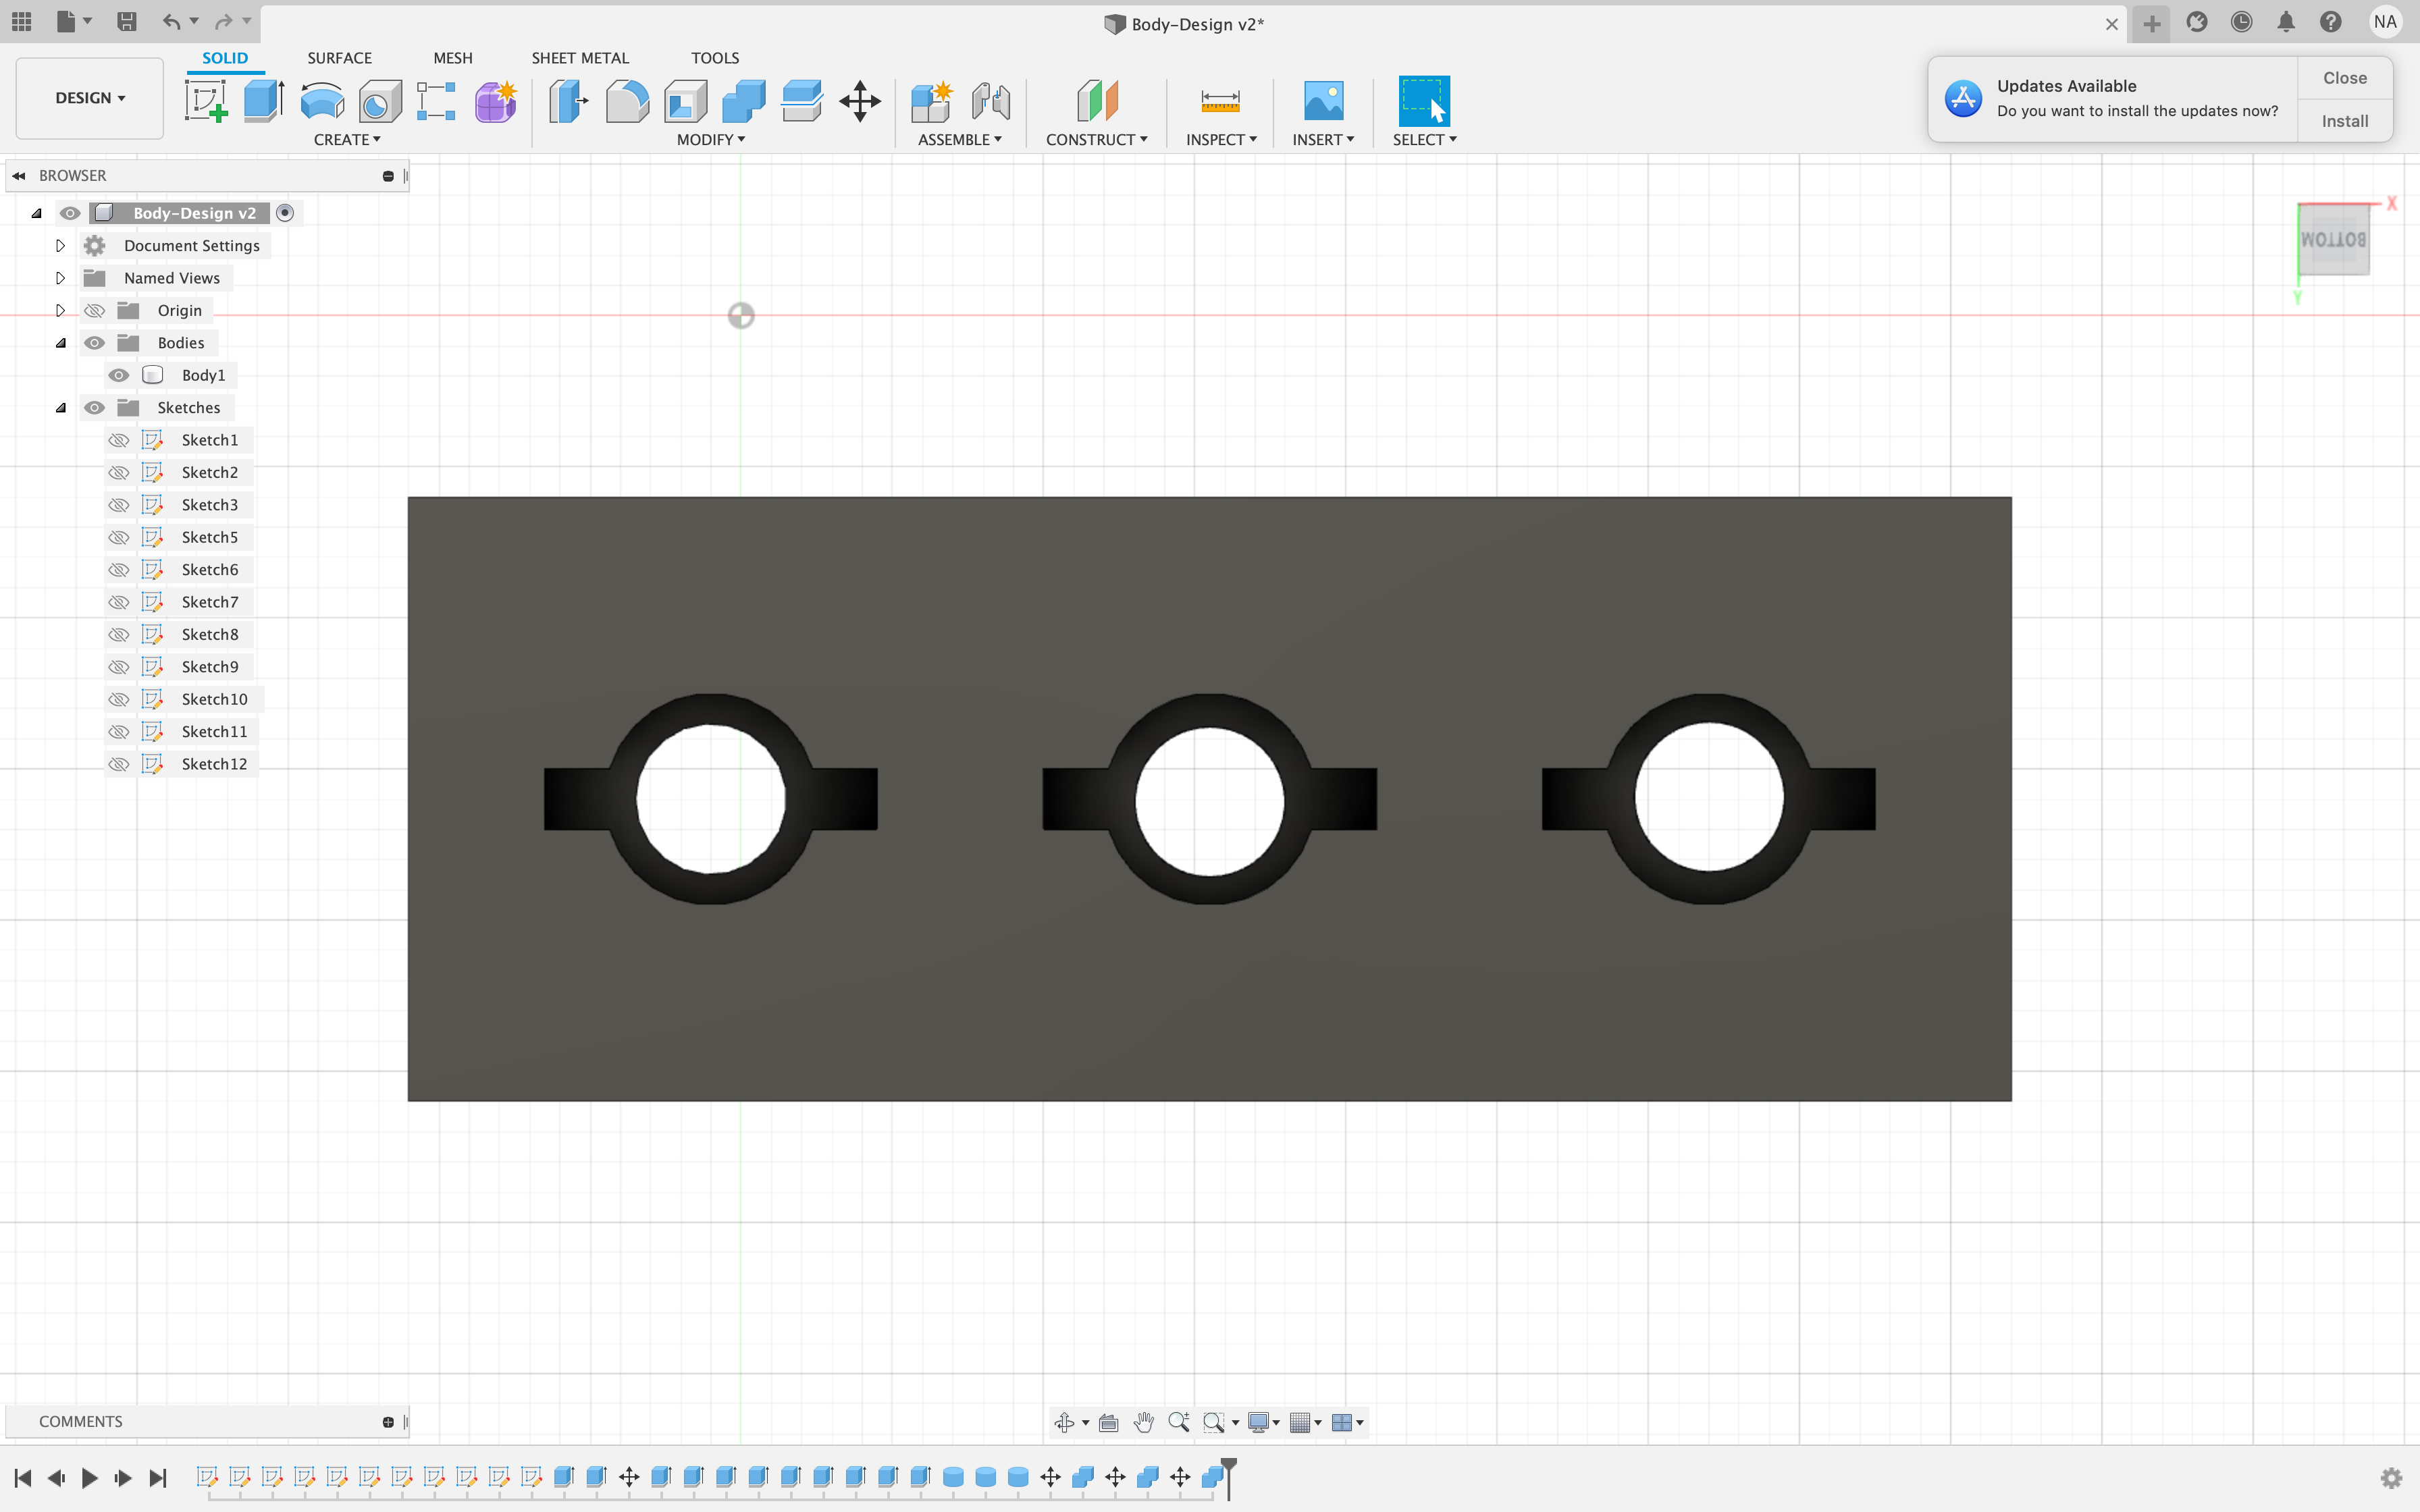 Body-Design v2*
NA
SOLID
SURFACE
MESH
SHEET METAL
TOOLS
DESIGN
CREATE
MODIFY
ASSEMBLE
CONSTRUCT
INSPECT
INSERT
SELECT
Updates Available
Do you want to install the updates now?
Close
Install
BROWSER
Body-Design v2
Document Settings
Named Views
Origin
Bodies
Body1
Sketches
Sketch1
Sketch2
Sketch3
Sketch5
Sketch6
Sketch7
Sketch8
Sketch9
Sketch10
Sketch11
Sketch12
X
BOTTOM
Y
COMMENTS